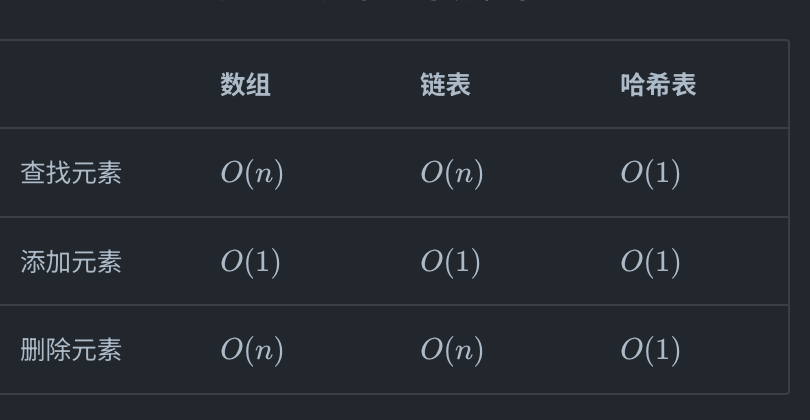 数组 链表 哈希表
查找元素 O(n) O(n) O(1)
添加元素 O(1) O(1) O(1)
删除元素 O(n) O(n) O(1)